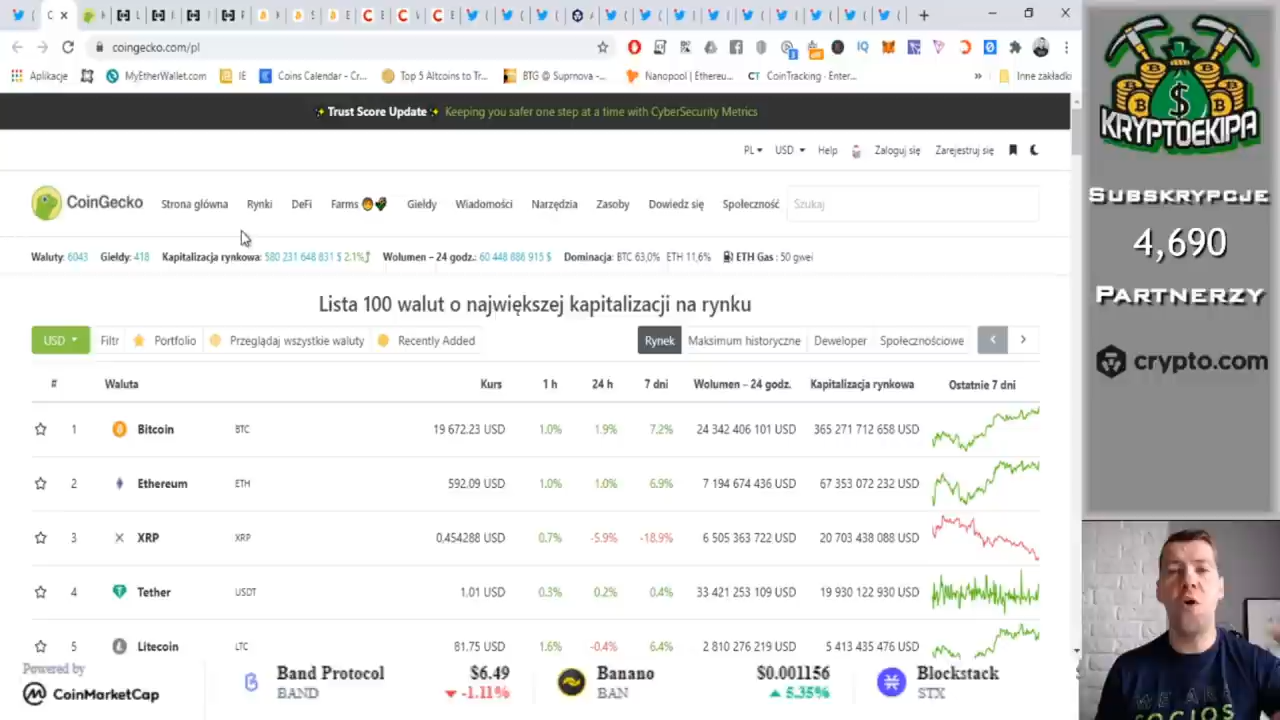 coingecko.com/pl
Aplikacje
MyEtherWallet.com
IE
Coins Calendar - Cr...
Top 5 Altcoins to Tr...
BTG @ Suprnova -...
Nanopool | Ethereu...
CoinTracking · Enter...
»
Inne zakładki
Trust Score Update
Keeping you safer one step at a time with CyberSecurity Metrics
PL
USD
Help
Zaloguj się
Zarejestruj się
CoinGecko
Strona główna
Rynki
DeFi
Farms
Giełdy
Wiadomości
Narzędzia
Zasoby
Dowiedz się
Społeczność
Szukaj
Waluty: 6043
Giełdy: 418
Kapitalizacja rynkowa: 580 231 648 831 $ 2.1%
Wolumen – 24 godz.: 60 448 886 915 $
Dominacja: BTC 63,0% ETH 11,6%
ETH Gas: 50 gwei
Lista 100 walut o największej kapitalizacji na rynku
USD
Filtr
Portfolio
Przeglądaj wszystkie waluty
Recently Added
Rynek
Maksimum historyczne
Deweloper
Społecznościowe
# Waluta Kurs 1 h 24 h 7 dni Wolumen – 24 godz. Kapitalizacja rynkowa Ostatnie 7 dni
1 Bitcoin BTC 19 672.23 USD 1.0% 1.9% 7.2% 24 342 406 101 USD 365 271 712 658 USD
2 Ethereum ETH 592.09 USD 1.0% 1.0% 6.9% 7 194 674 436 USD 67 353 072 232 USD
3 XRP XRP 0,454288 USD 0.7% -5.9% -18.9% 6 505 363 722 USD 20 703 438 088 USD
4 Tether USDT 1.01 USD 0.3% 0.2% 0.4% 33 421 253 109 USD 19 930 122 930 USD
5 Litecoin LTC 81.75 USD 1.6% -0.4% 6.4% 2 810 276 219 USD 5 413 435 476 USD
Powered by
CoinMarketCap
Band Protocol $6.49
BAND -1.11%
Banano $0.001156
BAN 5.35%
Blockstack
STX
KRYPTOEKIPA
Subskrypcje
4,690
Partnerzy
crypto.com
WE ARE
SOCIOS